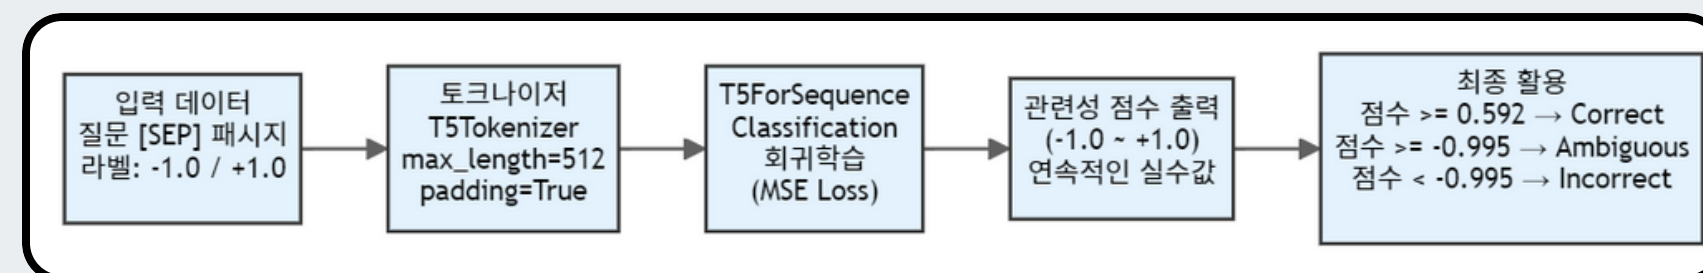 입력 데이터
질문 [SEP] 패시지
라벨: -1.0 / +1.0
토크나이저
T5Tokenizer
max_length=512
padding=True
T5ForSequence
Classification
회귀학습
(MSE Loss)
관련성 점수 출력
(-1.0 ~ +1.0)
연속적인 실수값
최종 활용
점수 >= 0.592 → Correct
점수 >= -0.995 → Ambiguous
점수 < -0.995 → Incorrect